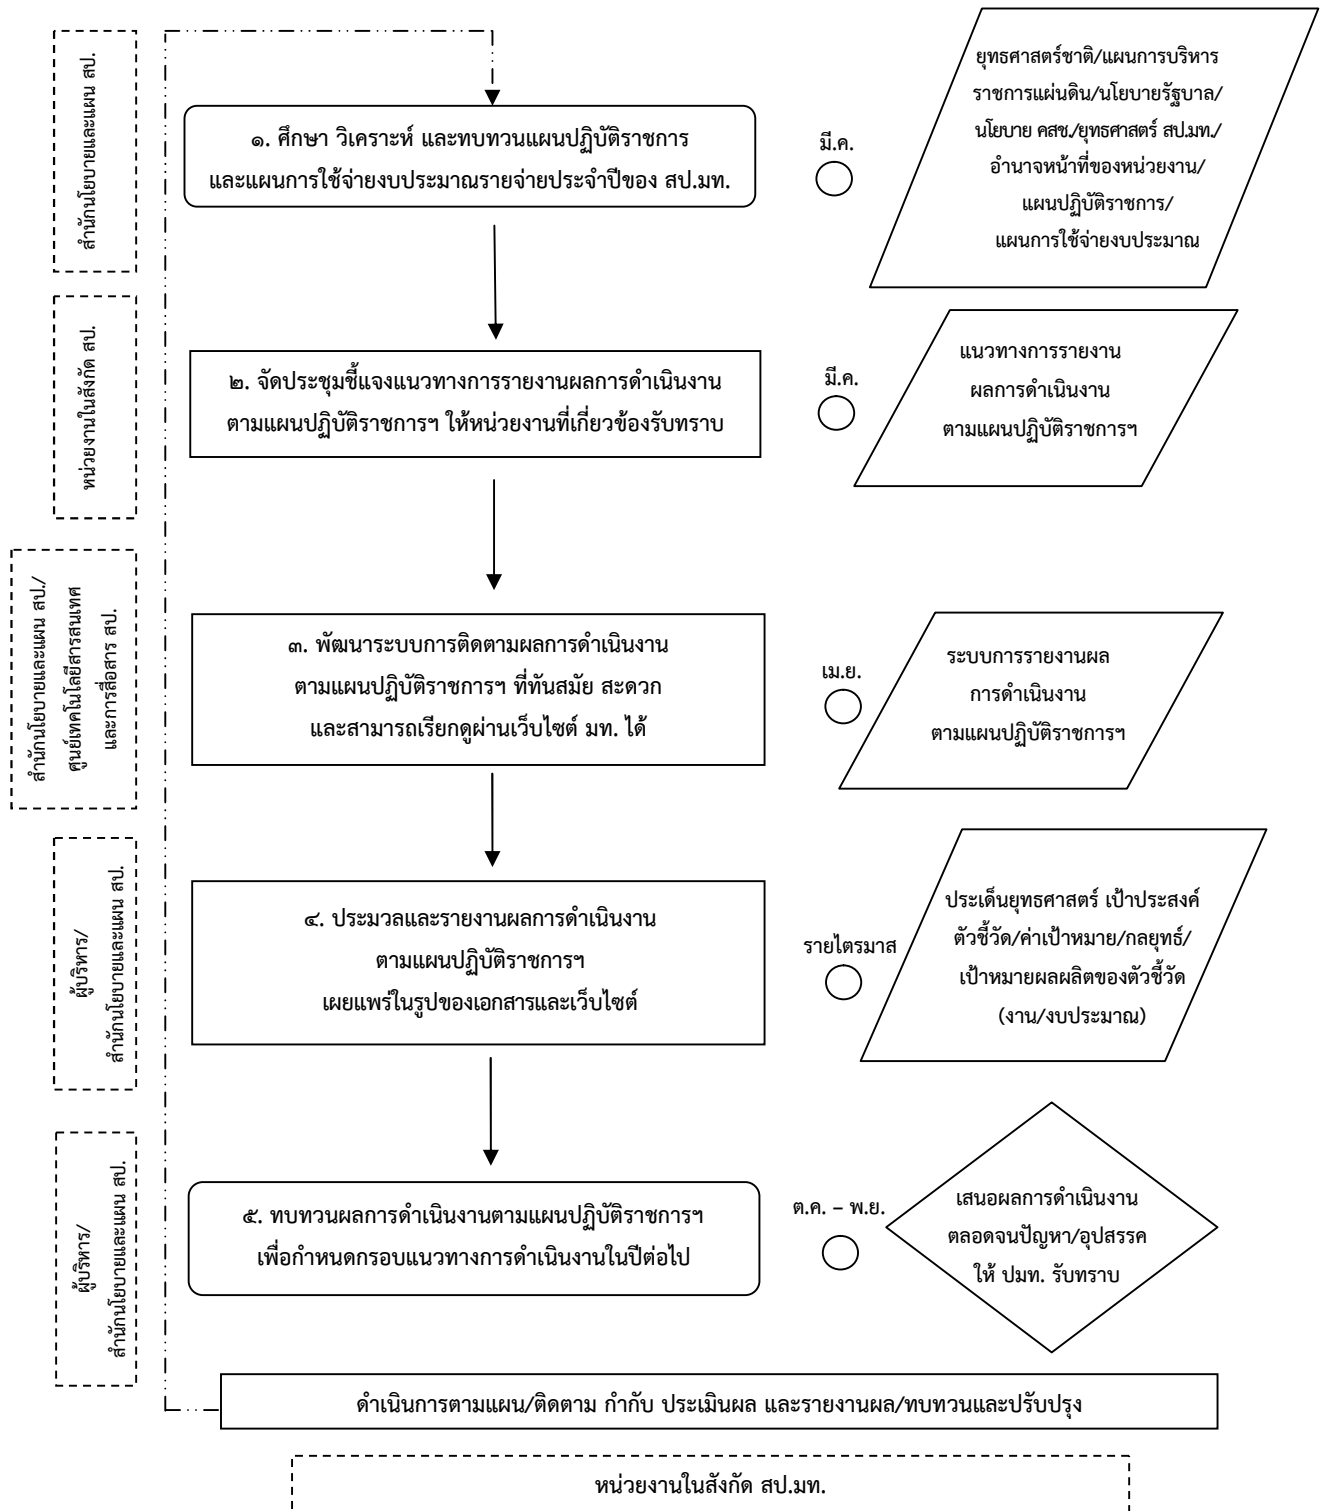 สำนักนโยบายและแผน สป.
๑. ศึกษา วิเคราะห์ และทบทวนแผนปฏิบัติราชการ
และแผนการใช้จ่ายงบประมาณรายจ่ายประจำปีของ สป.มท.
มี.ค.
ยุทธศาสตร์ชาติ/แผนการบริหาร
ราชการแผ่นดิน/นโยบายรัฐบาล/
นโยบาย คสช./ยุทธศาสตร์ สป.มท./
อำนาจหน้าที่ของหน่วยงาน/
แผนปฏิบัติราชการ/
แผนการใช้จ่ายงบประมาณ
หน่วยงานในสังกัด สป.
๒. จัดประชุมชี้แจงแนวทางการรายงานผลการดำเนินงาน
ตามแผนปฏิบัติราชการฯ ให้หน่วยงานที่เกี่ยวข้องรับทราบ
มี.ค.
แนวทางการรายงาน
ผลการดำเนินงาน
ตามแผนปฏิบัติราชการฯ
สำนักนโยบายและแผน สป./
ศูนย์เทคโนโลยีสารสนเทศ
และการสื่อสาร สป.
๓. พัฒนาระบบการติดตามผลการดำเนินงาน
ตามแผนปฏิบัติราชการฯ ที่ทันสมัย สะดวก
และสามารถเรียกดูผ่านเว็บไซต์ มท. ได้
เม.ย.
ระบบการรายงานผล
การดำเนินงาน
ตามแผนปฏิบัติราชการฯ
ผู้บริหาร/
สำนักนโยบายและแผน สป.
๔. ประมวลและรายงานผลการดำเนินงาน
ตามแผนปฏิบัติราชการฯ
เผยแพร่ในรูปของเอกสารและเว็บไซต์
รายไตรมาส
ประเด็นยุทธศาสตร์ เป้าประสงค์
ตัวชี้วัด/ค่าเป้าหมาย/กลยุทธ์/
เป้าหมายผลผลิตของตัวชี้วัด
(งาน/งบประมาณ)
ผู้บริหาร/
สำนักนโยบายและแผน สป.
๕. ทบทวนผลการดำเนินงานตามแผนปฏิบัติราชการฯ
เพื่อกำหนดกรอบแนวทางการดำเนินงานในปีต่อไป
ต.ค. – พ.ย.
เสนอผลการดำเนินงาน
ตลอดจนปัญหา/อุปสรรค
ให้ ปมท. รับทราบ
ดำเนินการตามแผน/ติดตาม กำกับ ประเมินผล และรายงานผล/ทบทวนและปรับปรุง
หน่วยงานในสังกัด สป.มท.